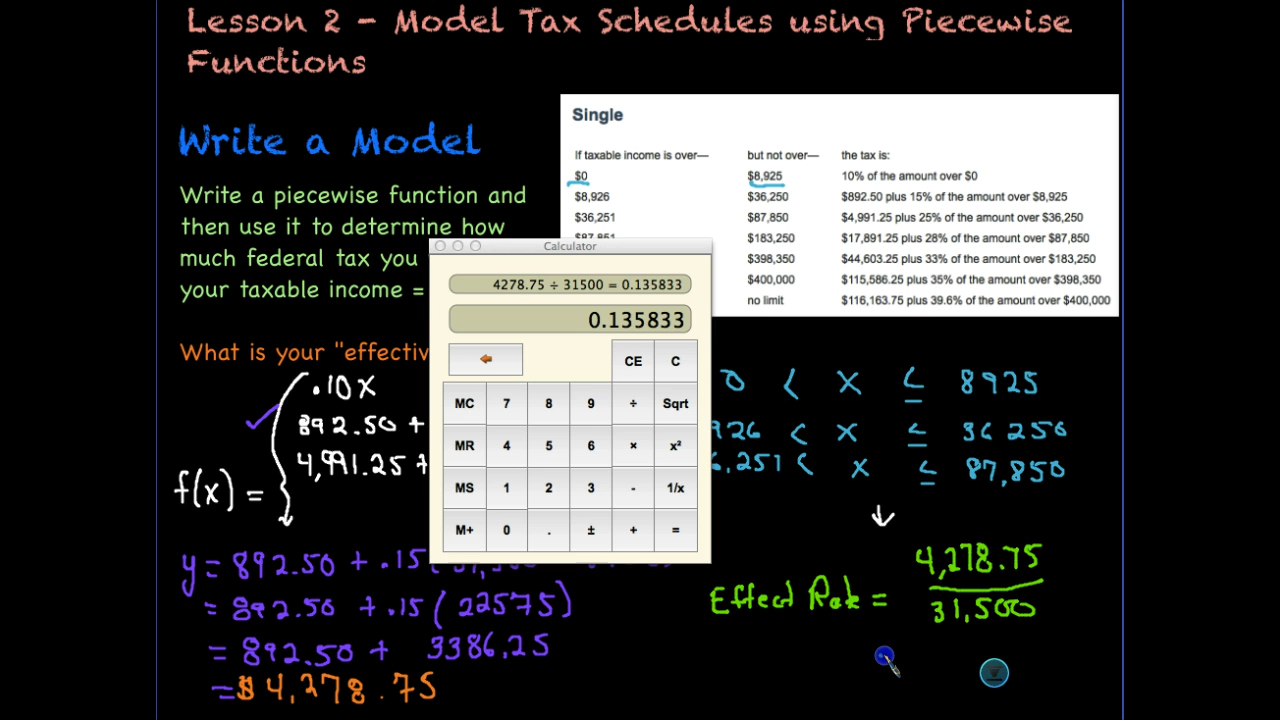 Lesson 2 - Model Tax Schedules using Piecewise
Functions
Write a Model
Write a piecewise function and
then use it to determine how
much federal tax you
your taxable income =
What is your "effectiv
Single
If taxable income is over— but not over— the tax is:
$0 $8,925 10% of the amount over $0
$8,926 $36,250 $892.50 plus 15% of the amount over $8,925
$36,251 $87,850 $4,991.25 plus 25% of the amount over $36,250
$87,851 $183,250 $17,891.25 plus 28% of the amount over $87,850
$398,350 $44,603.25 plus 33% of the amount over $183,250
$400,000 $115,586.25 plus 35% of the amount over $398,350
no limit $116,163.75 plus 39.6% of the amount over $400,000
Calculator
4278.75 ÷ 31500 = 0.135833
0.135833
CE C
MC 7 8 9 ÷ Sqrt
MR 4 5 6 × x²
MS 1 2 3 - 1/x
M+ 0 . ± + =
.10x
892.50 +
4,991.25 +
f(x) =
0 < x ≤ 8925
926 < x ≤ 36250
6,251 < x ≤ 87,850
y = 892.50 + .15(
= 892.50 + .15(22575)
= 892.50 + 3386.25
= $4,278.75
Effect Rate = 4,278.75
31,500